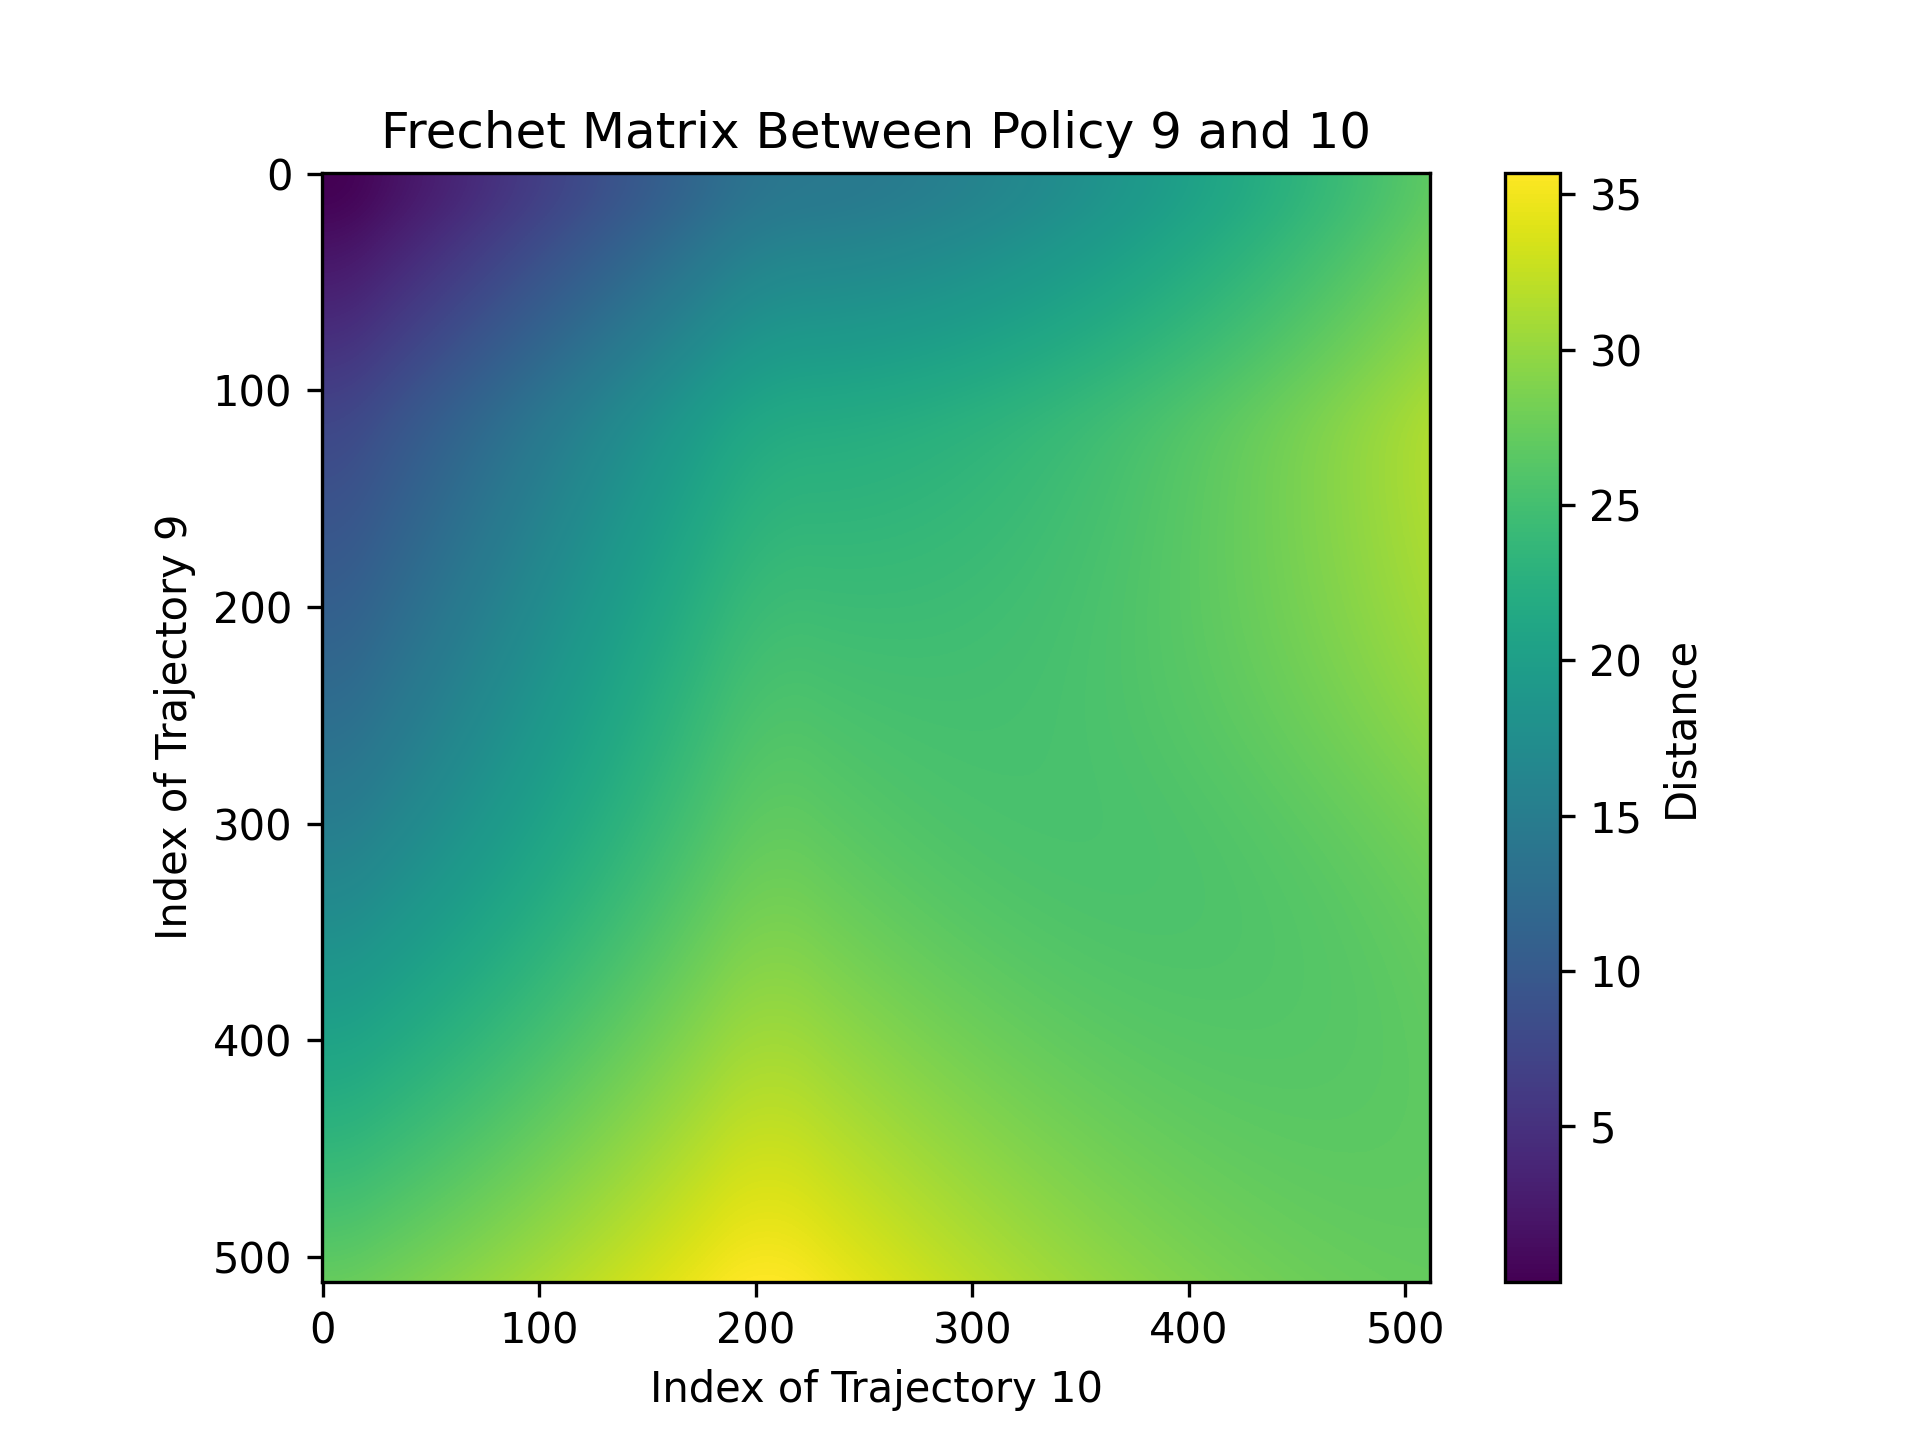 Frechet Matrix Between Policy 9 and 10
0
100
200
300
400
500
Index of Trajectory 9
0 100 200 300 400 500
Index of Trajectory 10
35
30
25
20
15
10
5
Distance